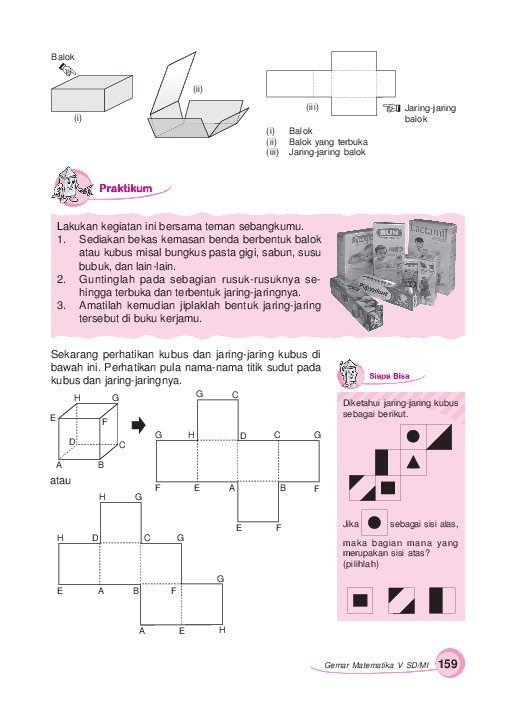 Balok
(i)
(ii)
(iii)
Jaring-jaring
balok
(i) Balok
(ii) Balok yang terbuka
(iii) Jaring-jaring balok
Praktikum
Lakukan kegiatan ini bersama teman sebangkumu.
1. Sediakan bekas kemasan benda berbentuk balok
atau kubus misal bungkus pasta gigi, sabun, susu
bubuk, dan lain-lain.
2. Guntinglah pada sebagian rusuk-rusuknya se-
hingga terbuka dan terbentuk jaring-jaringnya.
3. Amatilah kemudian jiplaklah bentuk jaring-jaring
tersebut di buku kerjamu.
SUH
Lactamil
Pepsodent
Sekarang perhatikan kubus dan jaring-jaring kubus di
bawah ini. Perhatikan pula nama-nama titik sudut pada
kubus dan jaring-jaringnya.
H G
E F
D C
A B
G C
G H D C G
F E A B F
E F
atau
H G
H D C G
E A B F G
A E H
Siapa Bisa
Diketahui jaring-jaring kubus
sebagai berikut.
Jika sebagai sisi alas,
maka bagian mana yang
merupakan sisi atas?
(pilihlah)
Gemar Matematika V SD/MI 159